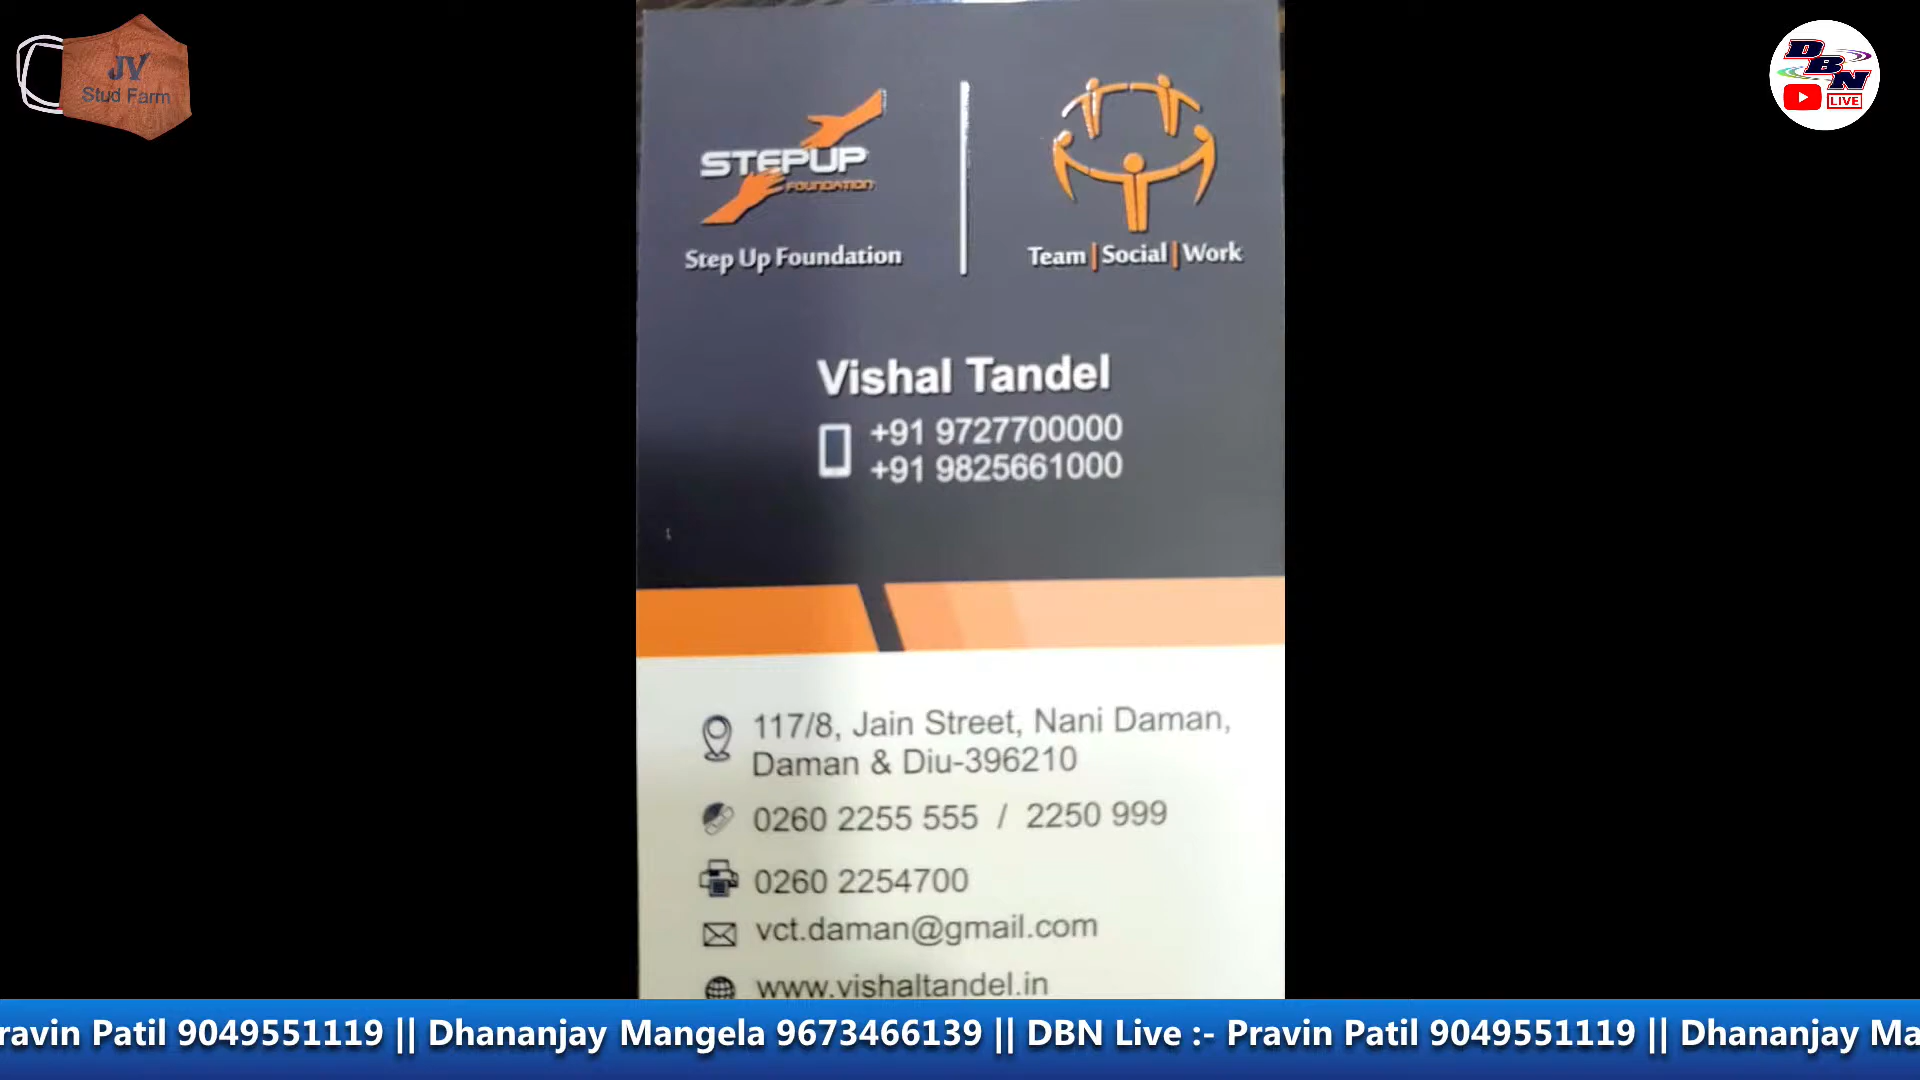 JV
Stud Farm
DBN
LIVE
STEPUP
FOUNDATION
Step Up Foundation
Team | Social | Work
Vishal Tandel
+91 9727700000
+91 9825661000
117/8, Jain Street, Nani Daman,
Daman & Diu-396210
0260 2255 555 / 2250 999
0260 2254700
vct.daman@gmail.com
www.vishaltandel.in
ravin Patil 9049551119 || Dhananjay Mangela 9673466139 || DBN Live :- Pravin Patil 9049551119 || Dhananjay Ma